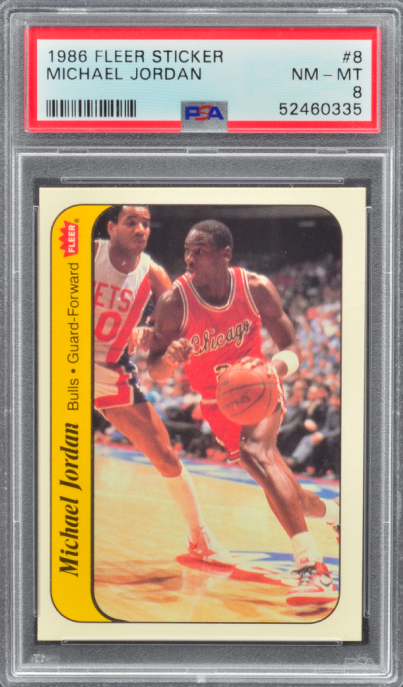 1986 FLEER STICKER #8
MICHAEL JORDAN NM - MT
8
PSA 52460335
FLEER®
Michael Jordan Bulls • Guard-Forward
ETS
Chicago